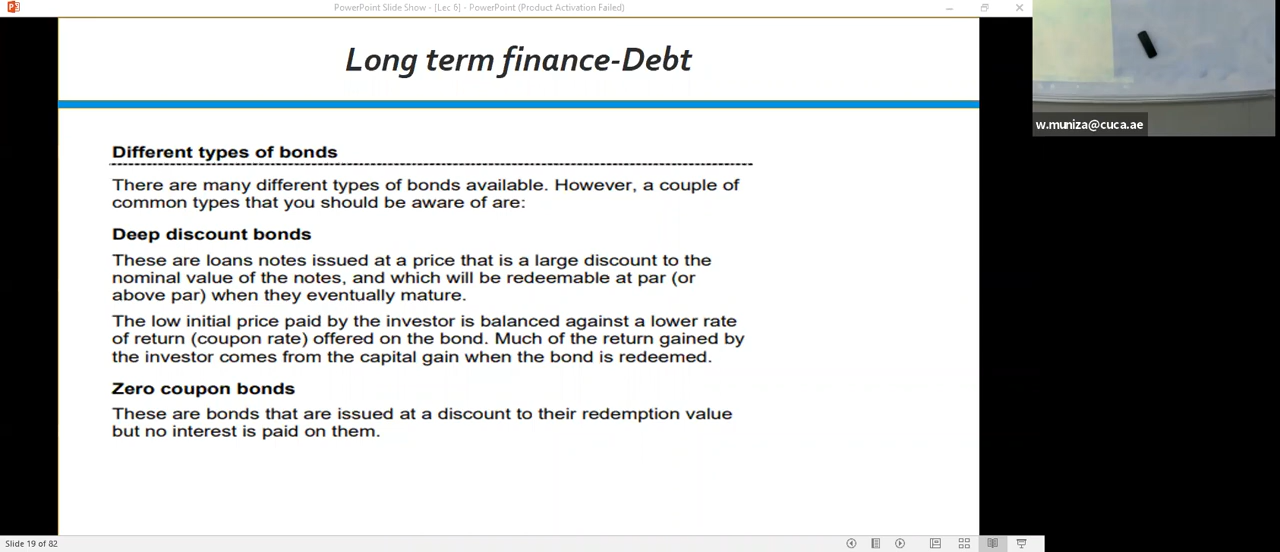 PowerPoint Slide Show - [Lec 6] - PowerPoint (Product Activation Failed)
Long term finance-Debt
w.muniza@cuca.ae
Different types of bonds
There are many different types of bonds available. However, a couple of
common types that you should be aware of are:
Deep discount bonds
These are loans notes issued at a price that is a large discount to the
nominal value of the notes, and which will be redeemable at par (or
above par) when they eventually mature.
The low initial price paid by the investor is balanced against a lower rate
of return (coupon rate) offered on the bond. Much of the return gained by
the investor comes from the capital gain when the bond is redeemed.
Zero coupon bonds
These are bonds that are issued at a discount to their redemption value
but no interest is paid on them.
Slide 19 of 82